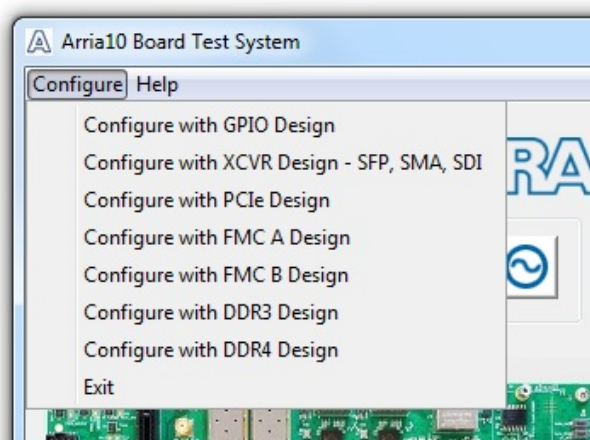 Arria10 Board Test System
Configure Help
Configure with GPIO Design
Configure with XCVR Design - SFP, SMA, SDI
Configure with PCIe Design
Configure with FMC A Design
Configure with FMC B Design
Configure with DDR3 Design
Configure with DDR4 Design
Exit